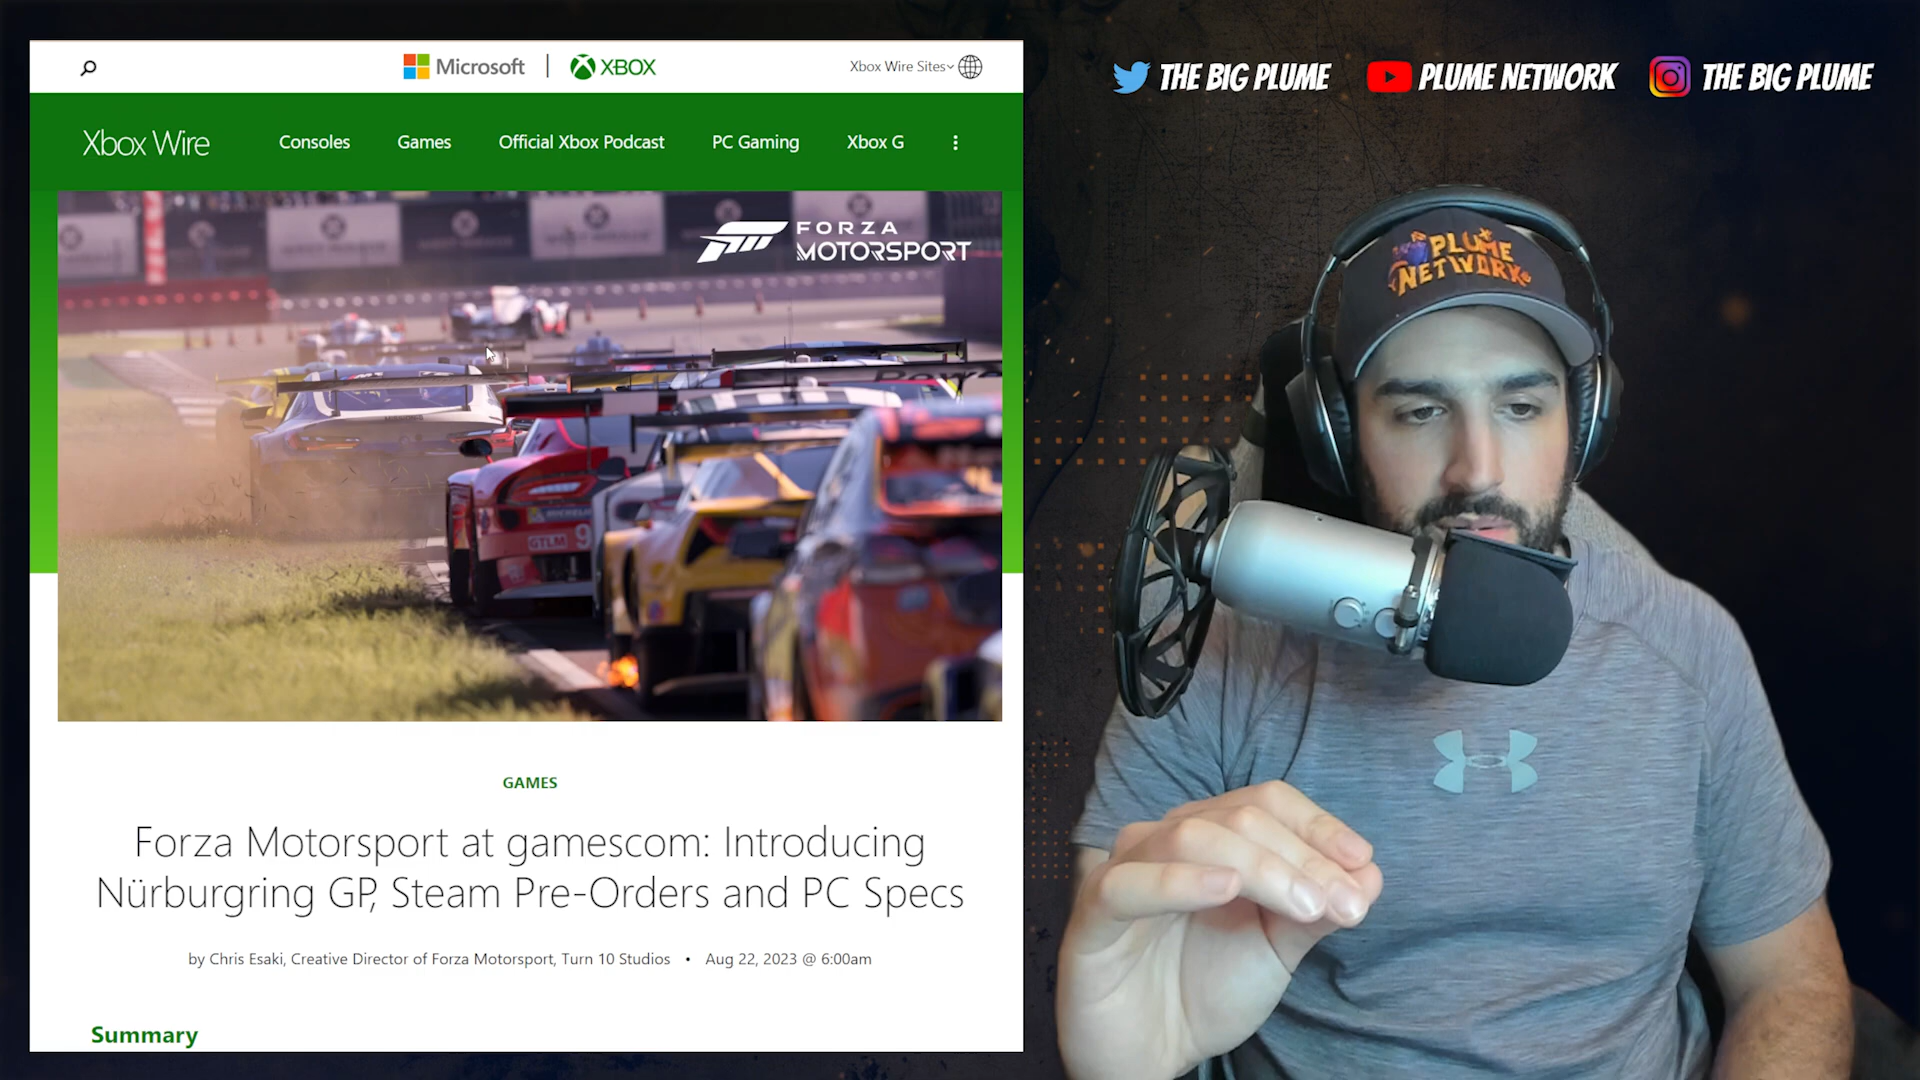 Microsoft | XBOX
Xbox Wire Sites
THE BIG PLUME
PLUME NETWORK
THE BIG PLUME
Xbox Wire
Consoles
Games
Official Xbox Podcast
PC Gaming
Xbox G
FORZA
MOTORSPORT
PLUME
NETWORK
MICHELIN
GTLM 9
GAMES
Forza Motorsport at gamescom: Introducing
Nürburgring GP, Steam Pre-Orders and PC Specs
by Chris Esaki, Creative Director of Forza Motorsport, Turn 10 Studios • Aug 22, 2023 @ 6:00am
Summary